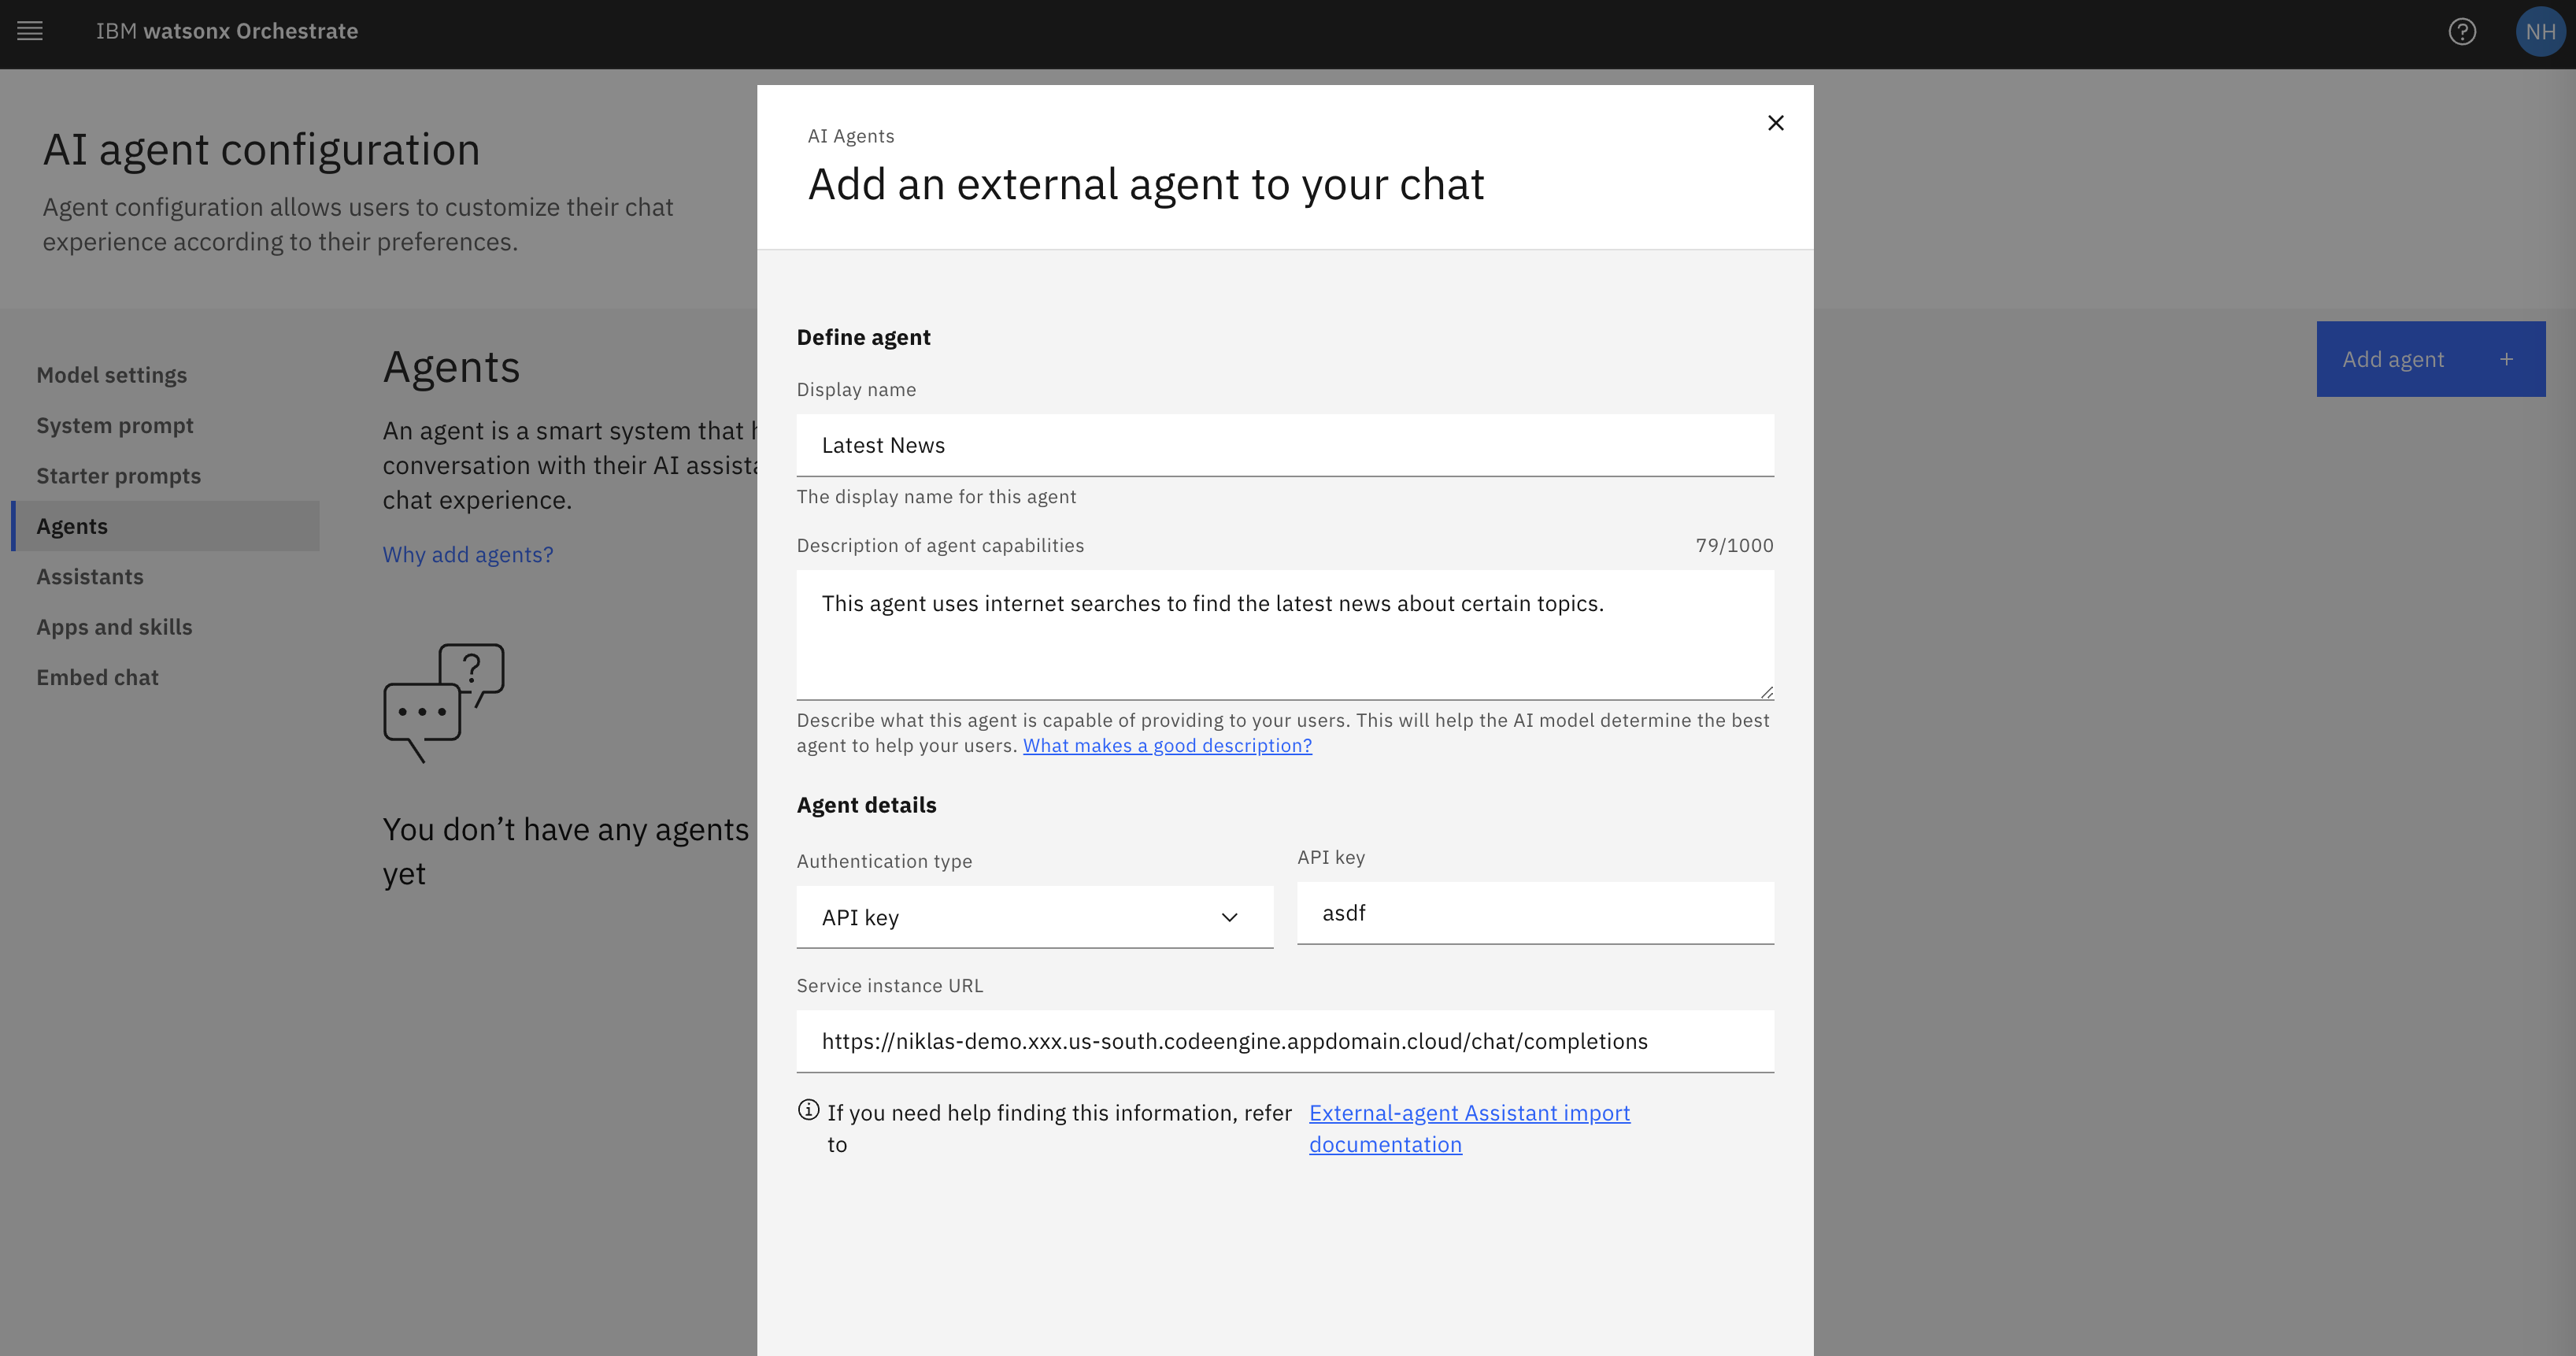 IBM watsonx Orchestrate
NH
AI agent configuration
Agent configuration allows users to customize their chat
experience according to their preferences.
Model settings
System prompt
Starter prompts
Agents
Assistants
Apps and skills
Embed chat
Agents
An agent is a smart system that
conversation with their AI
chat experience.
Why add agents?
?
You don’t have any agents
yet
Add agent +
AI Agents
Add an external agent to your chat
Define agent
Display name
Latest News
The display name for this agent
Description of agent capabilities 79/1000
This agent uses internet searches to find the latest news about certain topics.
Describe what this agent is capable of providing to your users. This will help the AI model determine the best
agent to help your users. What makes a good description?
Agent details
Authentication type
API key
API key
asdf
Service instance URL
https://niklas-demo.xxx.us-south.codeengine.appdomain.cloud/chat/completions
If you need help finding this information, refer
to
External-agent Assistant import
documentation